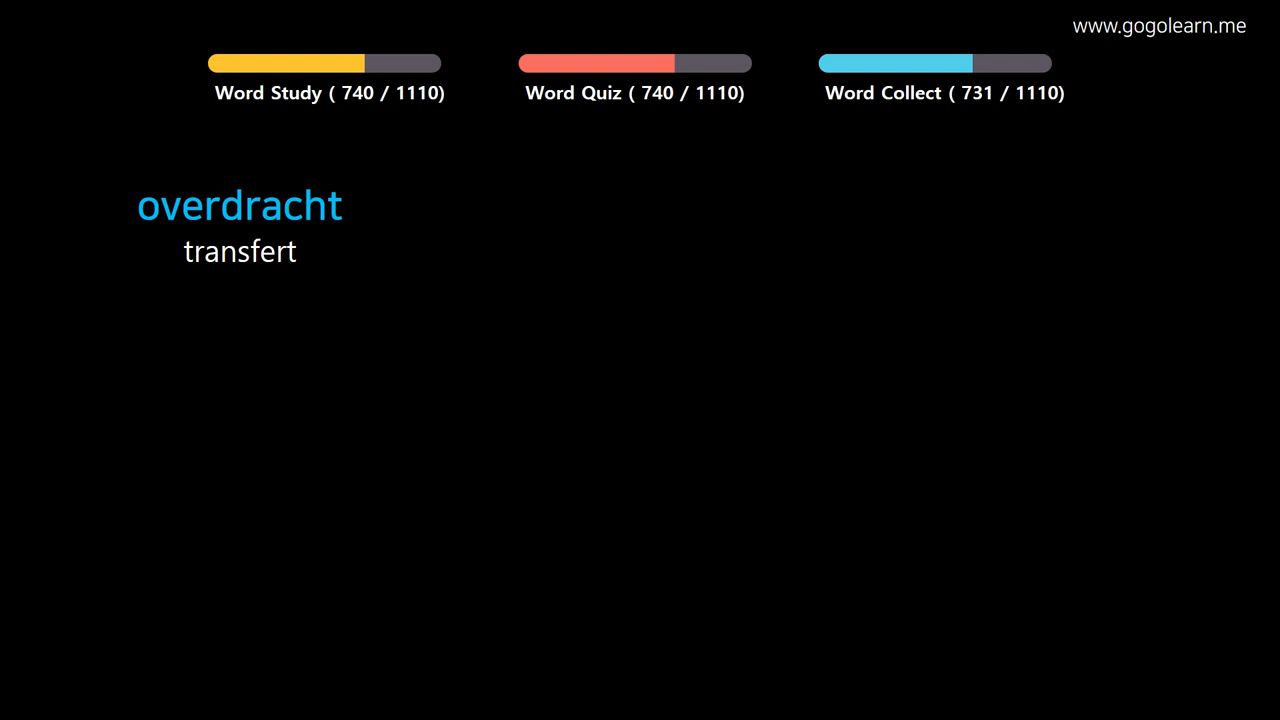 www.gogolearn.me
Word Study ( 740 / 1110)
Word Quiz ( 740 / 1110)
Word Collect ( 731 / 1110)
overdracht
transfert